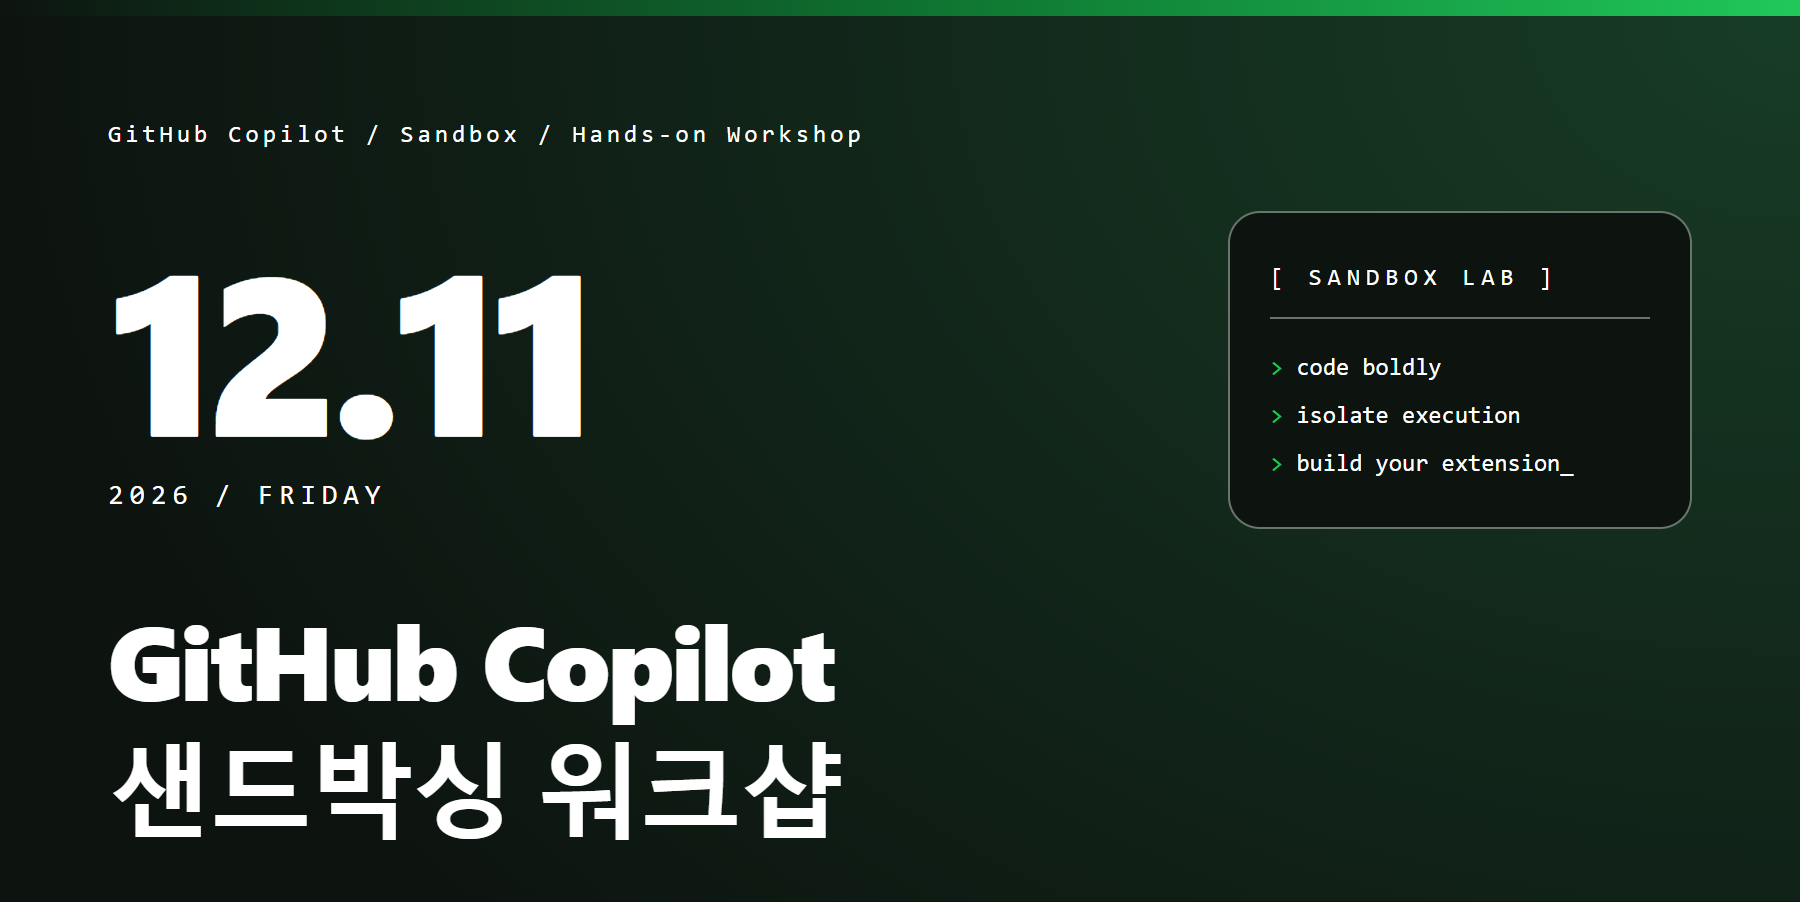 GitHub Copilot / Sandbox / Hands-on Workshop
12.11
2026 / FRIDAY
GitHub Copilot
샌드박싱 워크샵
[ SANDBOX LAB ]
> code boldly
> isolate execution
> build your extension_